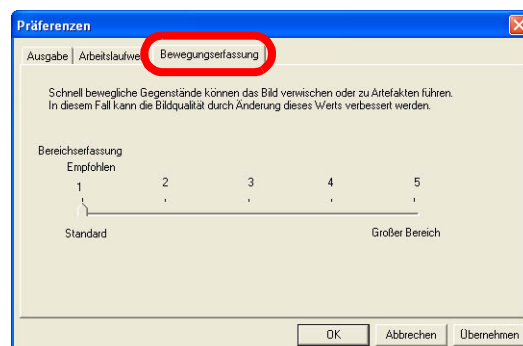 Präferenzen
Ausgabe Arbeitslaufwe Bewegungserfassung
Schnell bewegliche Gegenstände können das Bild verwischen oder zu Artefakten führen.
In diesem Fall kann die Bildqualität durch Änderung dieses Werts verbessert werden.
Bereichserfassung
Empfohlen
1 2 3 4 5
Standard Großer Bereich
OK Abbrechen Übernehmen